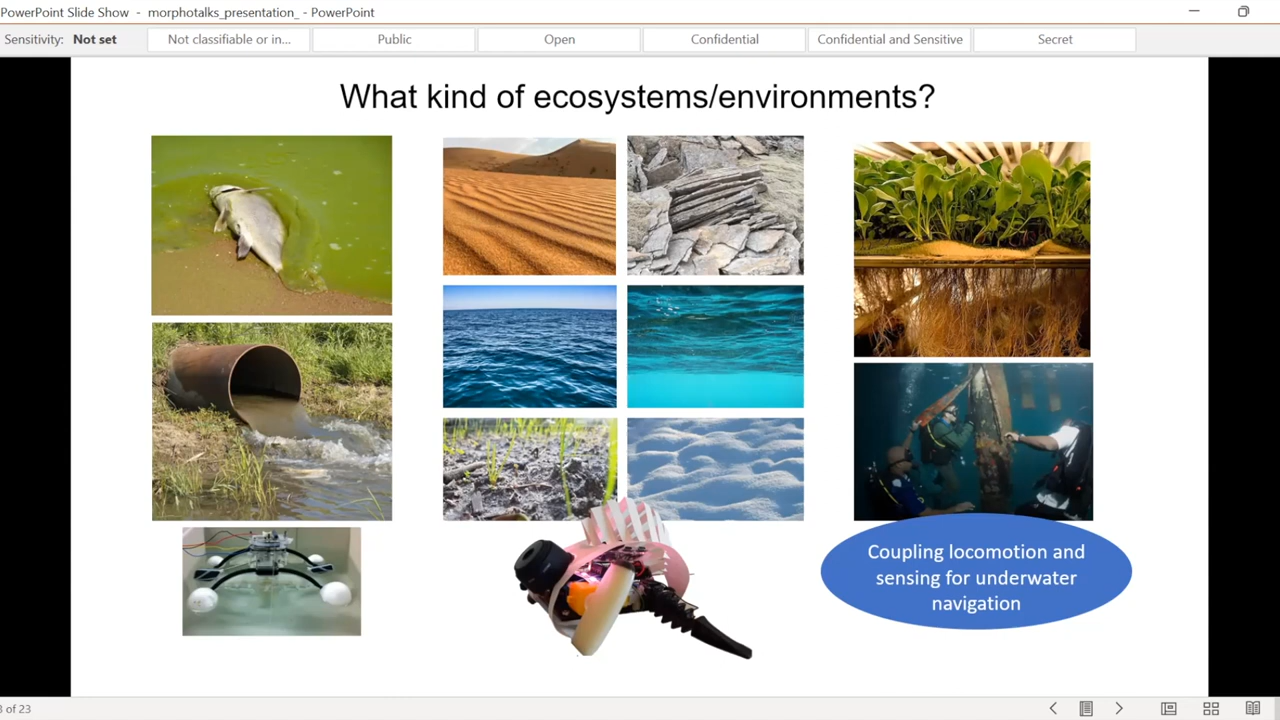 PowerPoint Slide Show - morphotalks_presentation_ - PowerPoint
Sensitivity: Not set Not classifiable or in... Public Open Confidential Confidential and Sensitive Secret
What kind of ecosystems/environments?
Coupling locomotion and
sensing for underwater
navigation
of 23